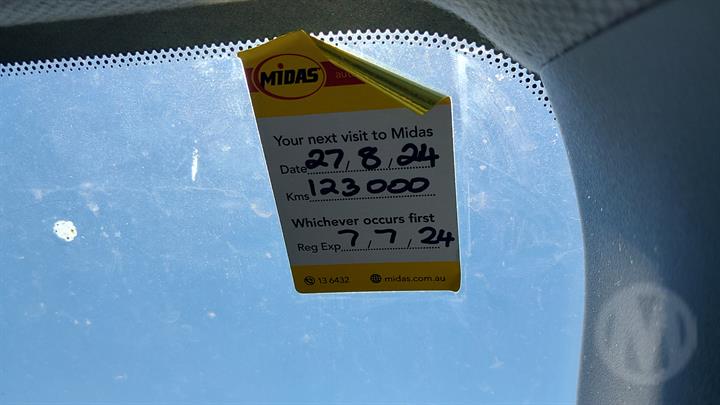 MIDAS
auto
Your next visit to Midas
Date 27/8/24
Kms 123000
Whichever occurs first
Reg Exp 7/7/24
13 6432 midas.com.au
M